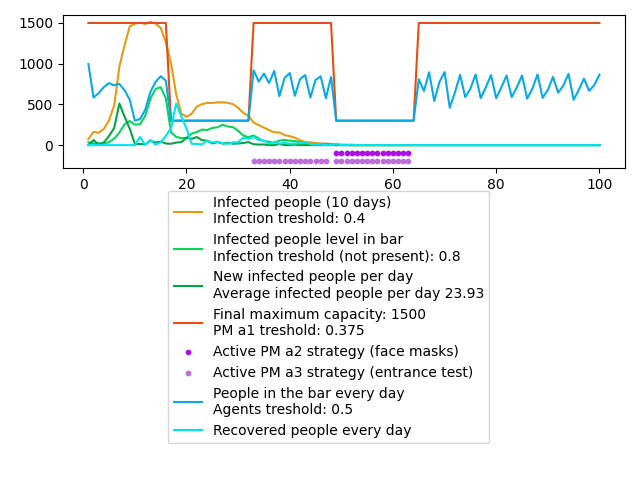 1500
1000
500
0
0
20
40
60
80
100
Infected people (10 days)
Infection treshold: 0.4
Infected people level in bar
Infection treshold (not present): 0.8
New infected people per day
Average infected people per day 23.93
Final maximum capacity: 1500
PM a1 treshold: 0.375
Active PM a2 strategy (face masks)
Active PM a3 strategy (entrance test)
People in the bar every day
Agents treshold: 0.5
Recovered people every day